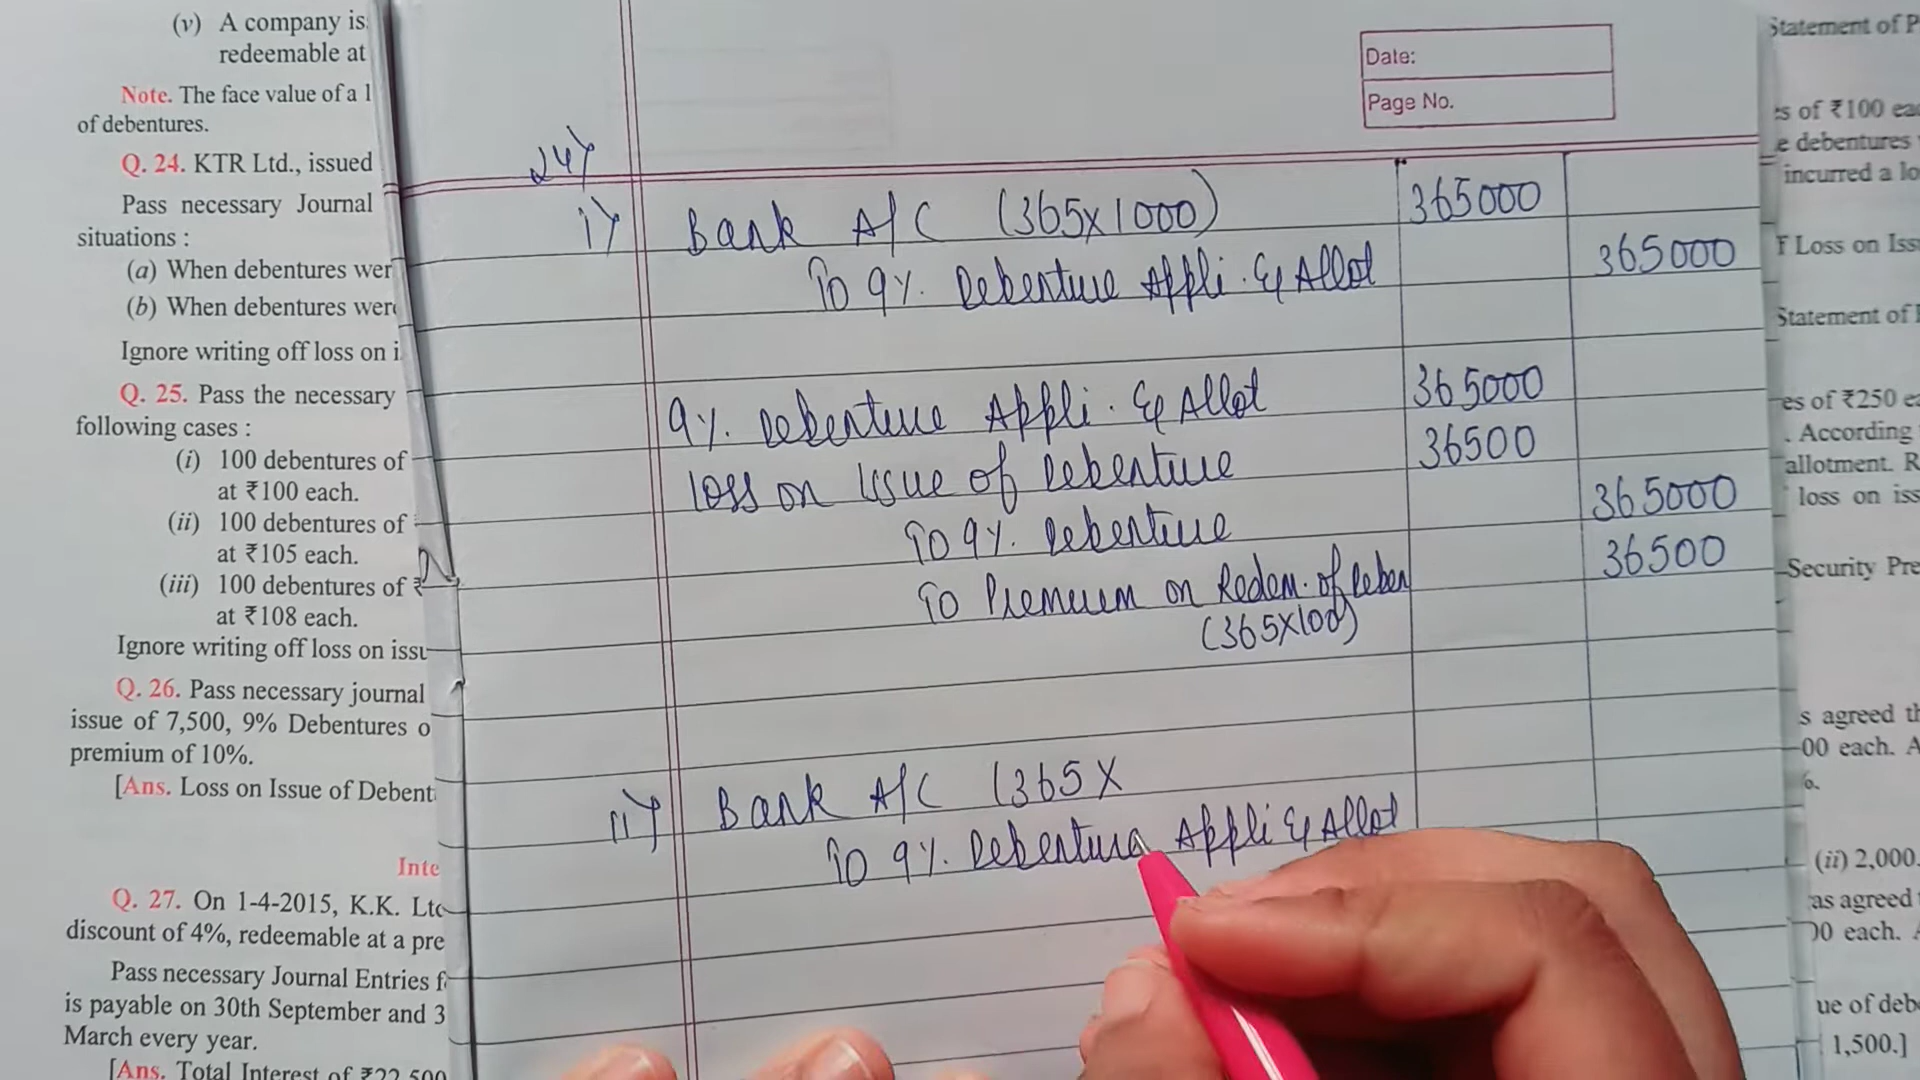 (v) A company is
redeemable at
Note. The face value of a 1
of debentures.
Q. 24. KTR Ltd., issued
Pass necessary Journal
situations :
(a) When debentures wer
(b) When debentures were
Ignore writing off loss on i
Q. 25. Pass the necessary
following cases :
(i) 100 debentures of
at ₹100 each.
(ii) 100 debentures of
at ₹105 each.
(iii) 100 debentures of ₹
at ₹108 each.
Ignore writing off loss on issu
Q. 26. Pass necessary journal
issue of 7,500, 9% Debentures o
premium of 10%.
[Ans. Loss on Issue of Debent
Inte
Q. 27. On 1-4-2015, K.K. Ltd
discount of 4%, redeemable at a pre
Pass necessary Journal Entries f
is payable on 30th September and 3
March every year.
[Ans. Total Interest of ₹22,500
Date:
Page No.
24)
i) Bank A/C (365x1000) 365000
To 9%. Debenture Appli. & Allot 365000
9%. Debenture Appli. & Allot 365000
Loss on Issue of Debenture 36500
To 9%. Debenture 365000
To Premium on Redem. of Deben 36500
(365x100)
ii) Bank A/C (365x
To 9%. Debenture Appli & Allot
Statement of P
es of ₹100 eac
e debentures
incurred a lo
f Loss on Iss
Statement of
es of ₹250 ea
. According
allotment. R
loss on iss
Security Pre
s agreed th
00 each. A
6.
(ii) 2,000,
as agreed
00 each. A
ue of deb
1,500.]